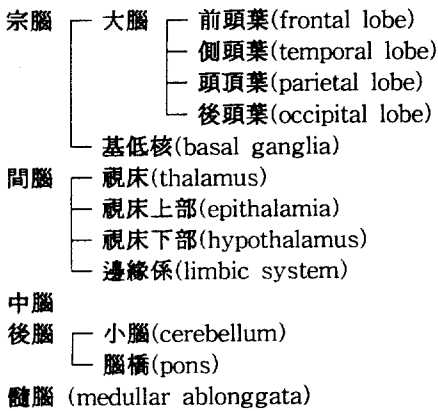 宗腦 大腦 前頭葉(frontal lobe)
側頭葉(temporal lobe)
頭頂葉(parietal lobe)
後頭葉(occipital lobe)
基低核(basal ganglia)
間腦 視床(thalamus)
視床上部(epithalamia)
視床下部(hypothalamus)
邊緣係(limbic system)
中腦
後腦 小腦(cerebellum)
腦橋(pons)
髓腦 (medullar ablonggata)